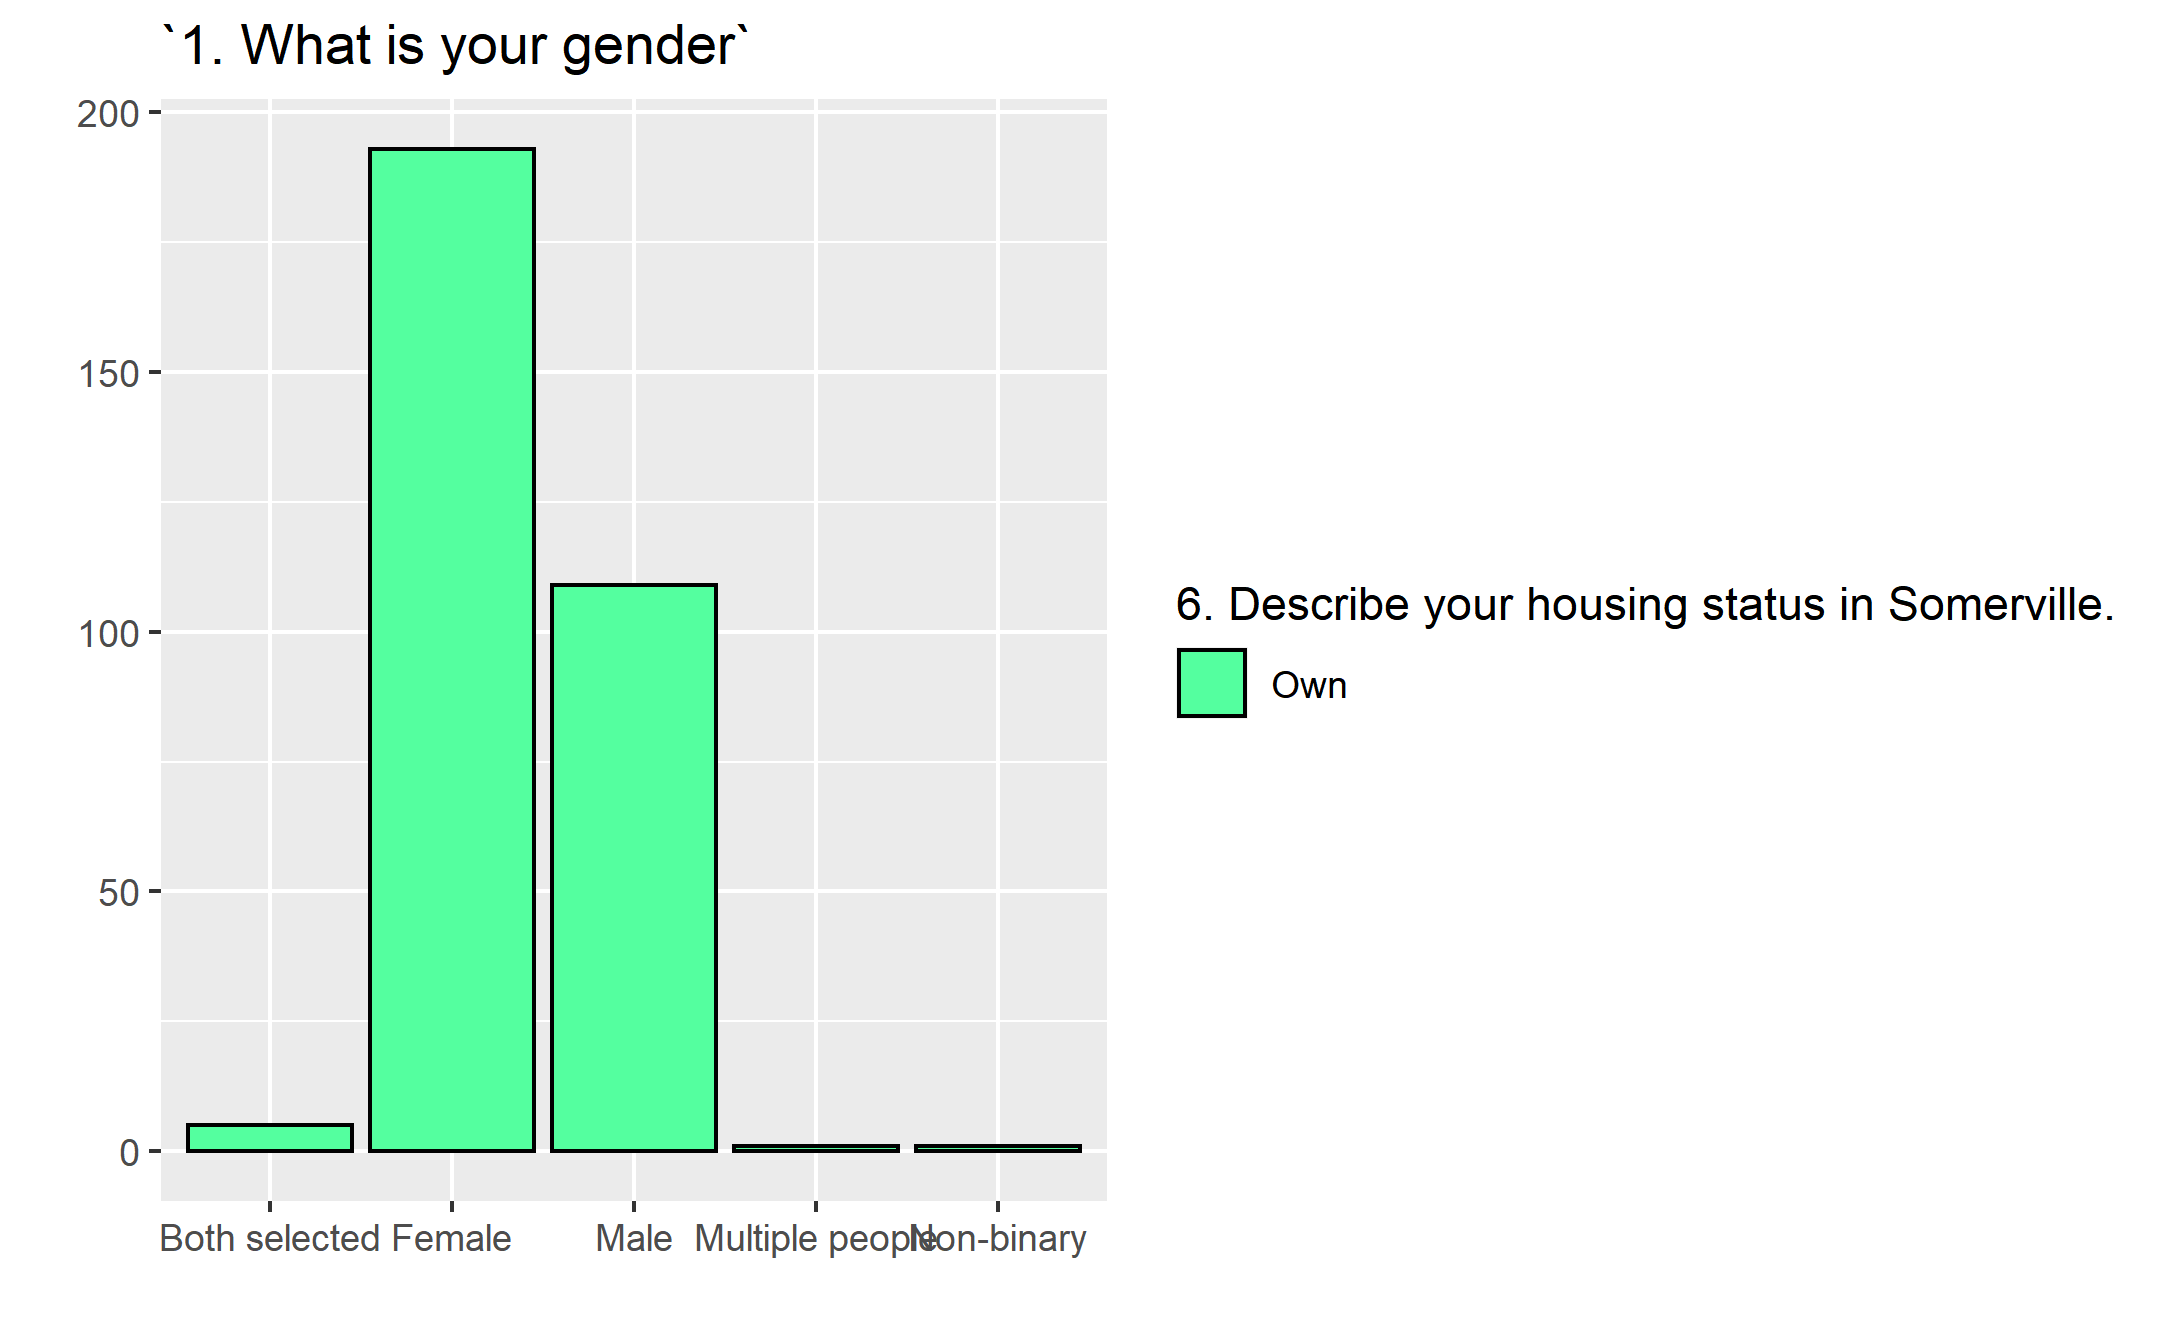 `1. What is your gender`
200
150
100
50
0
Both selected Female Male Multiple people Non-binary
6. Describe your housing status in Somerville.
Own